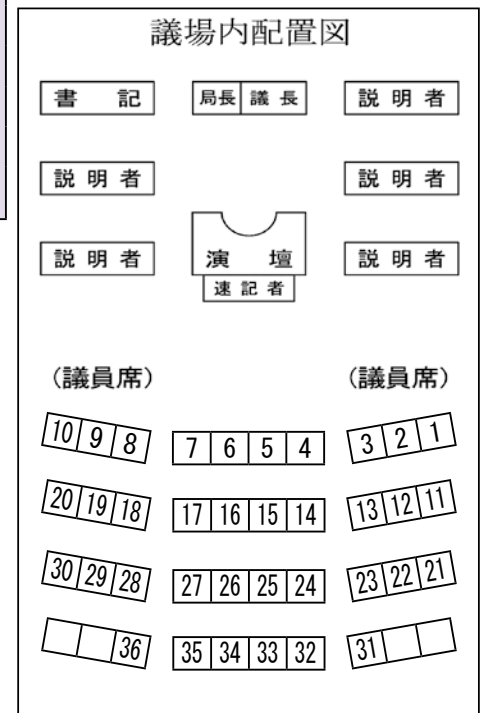 議場内配置図
書 記 局長 議長 説明者
説明者 説明者
説明者 演 壇 説明者
速記者
(議員席) (議員席)
10 9 8 7 6 5 4 3 2 1
20 19 18 17 16 15 14 13 12 11
30 29 28 27 26 25 24 23 22 21
36 35 34 33 32 31